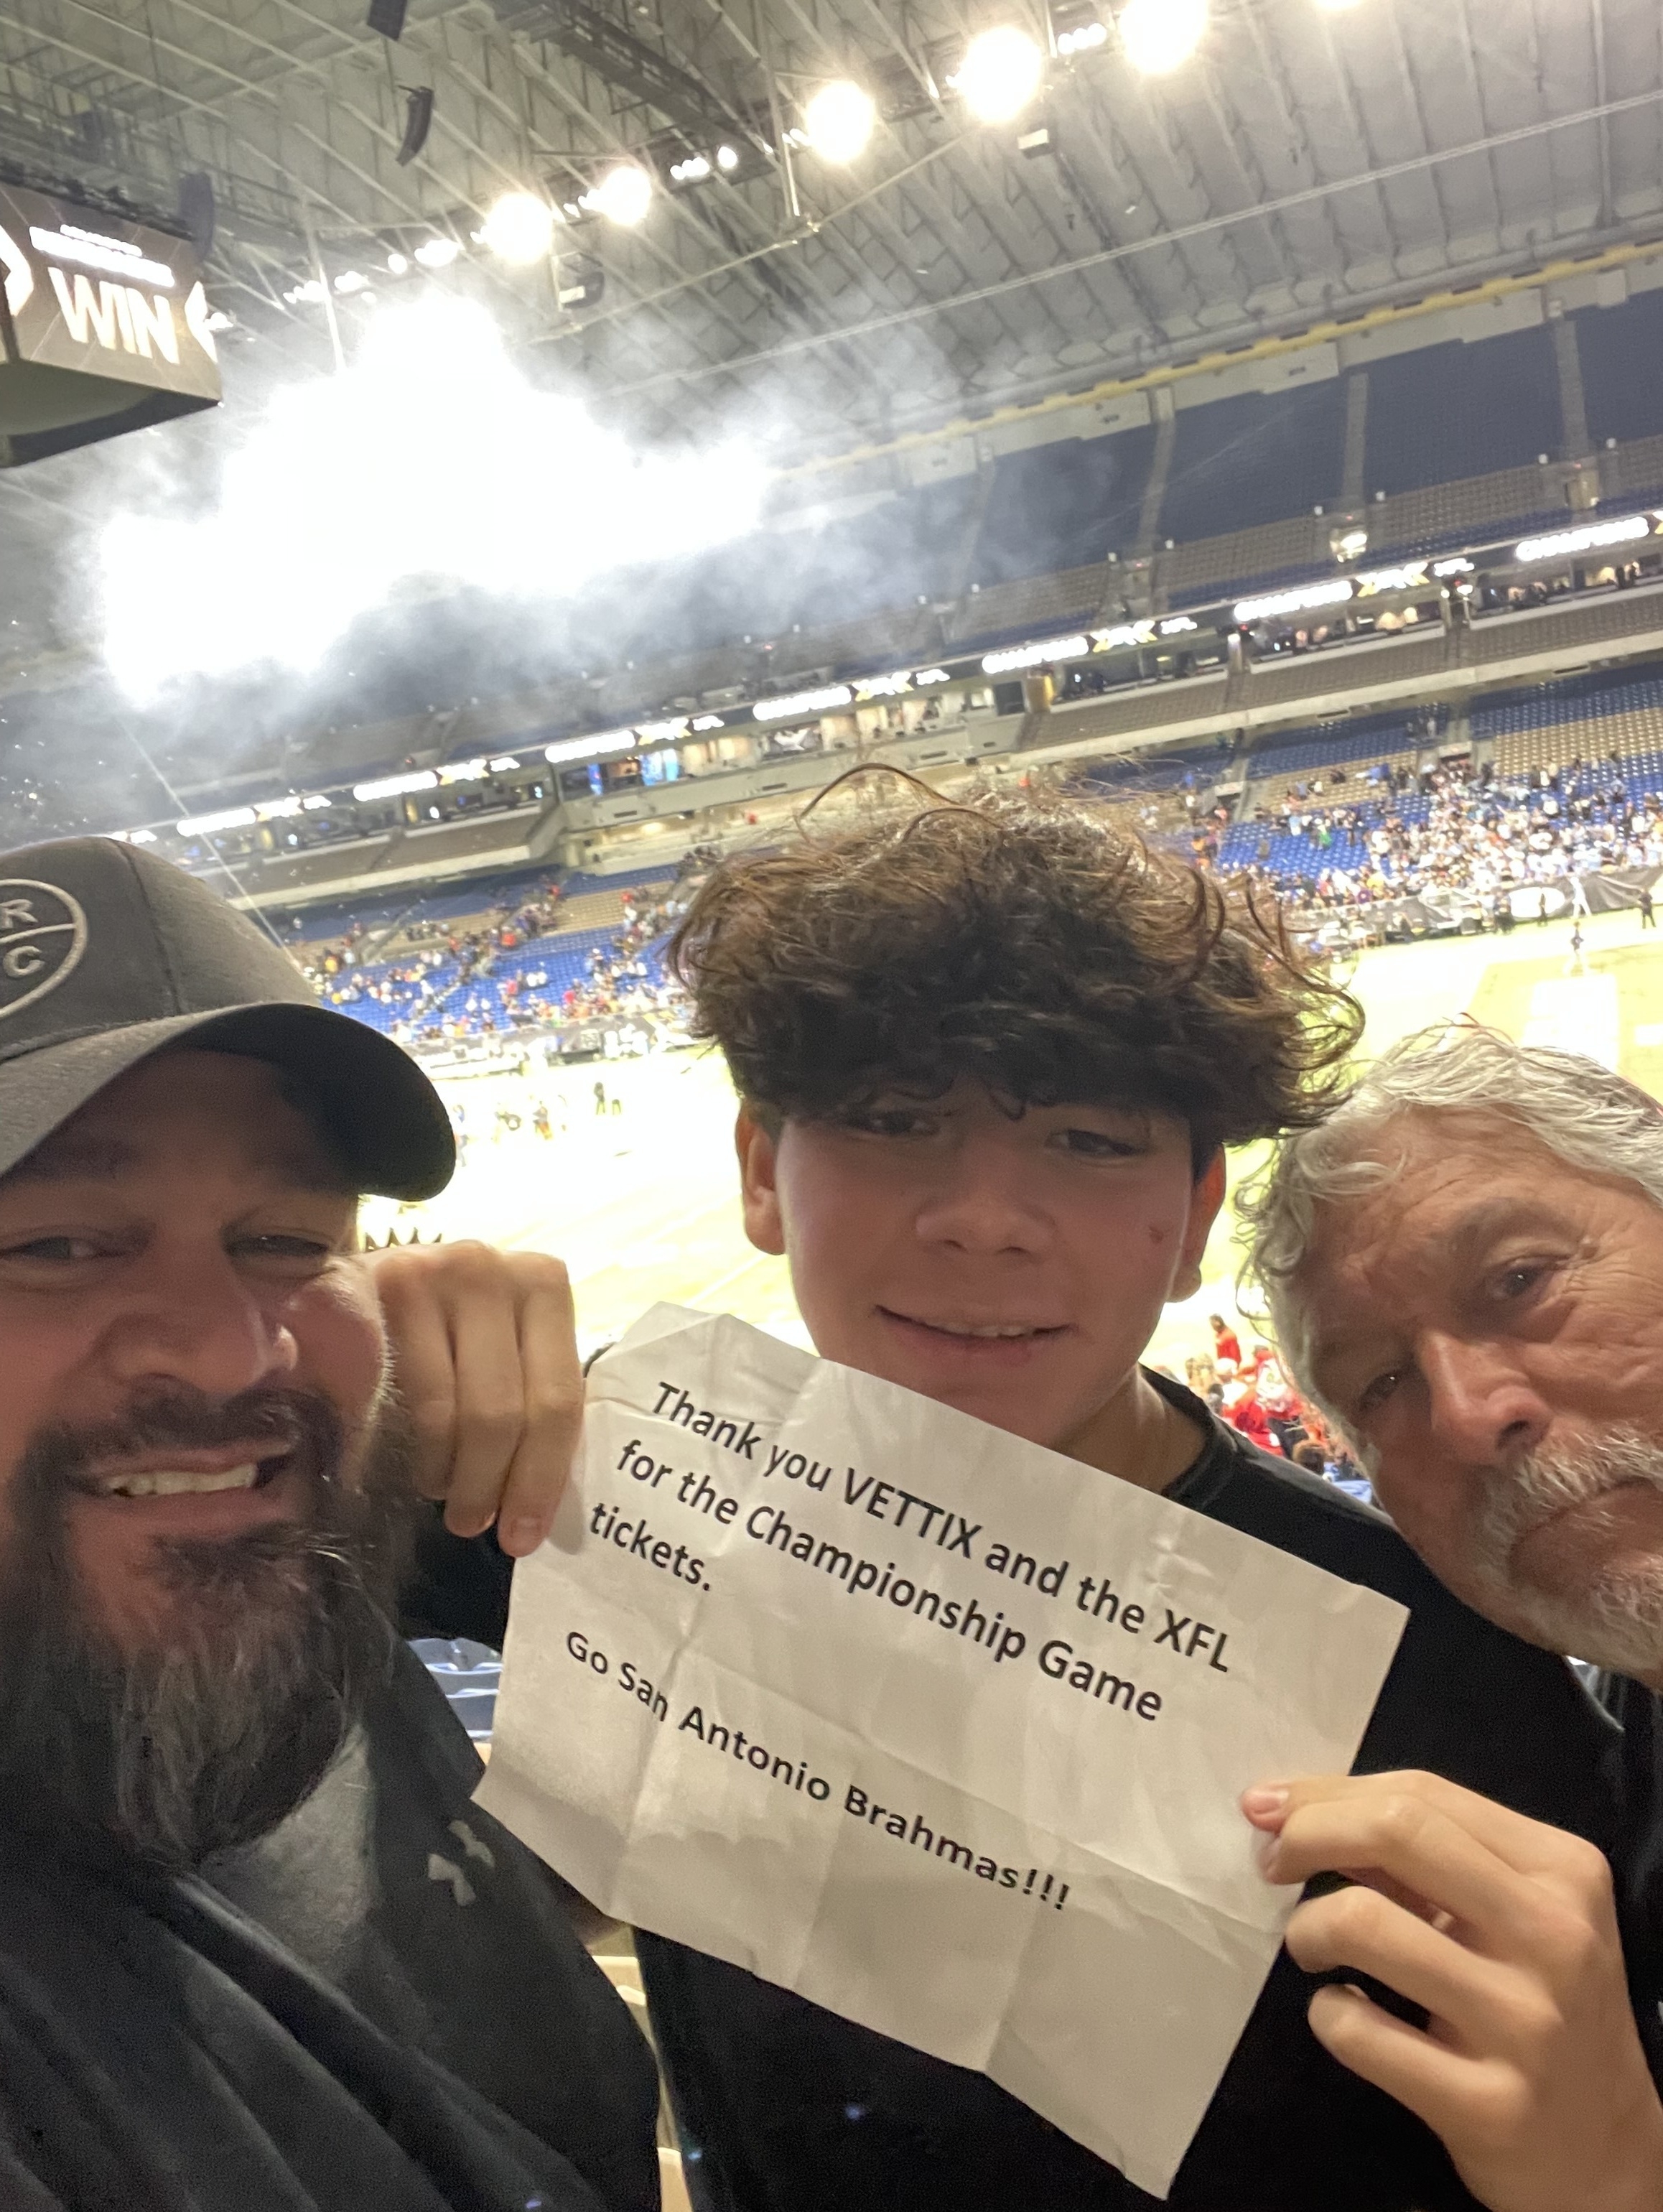 WIN
R
C
Thank you VETTIX and the XFL
for the Championship Game
tickets.
Go San Antonio Brahmas!!!